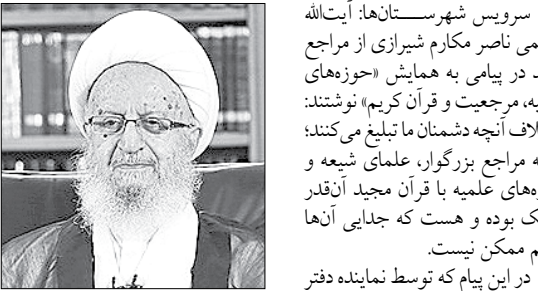 سرویس شهرستان‌ها: آیت‌الله
ناصر مکارم شیرازی از مراجع
در پیامی به همایش «حوزه‌های
مرجعیت و قرآن کریم» نوشتند:
آنچه دشمنان ما تبلیغ می‌کنند؛
مراجع بزرگوار، علمای شیعه و
علمیه با قرآن مجید آن‌قدر
بوده و هست که جدایی آن‌ها
ممکن نیست.
در این پیام که توسط نماینده دفتر